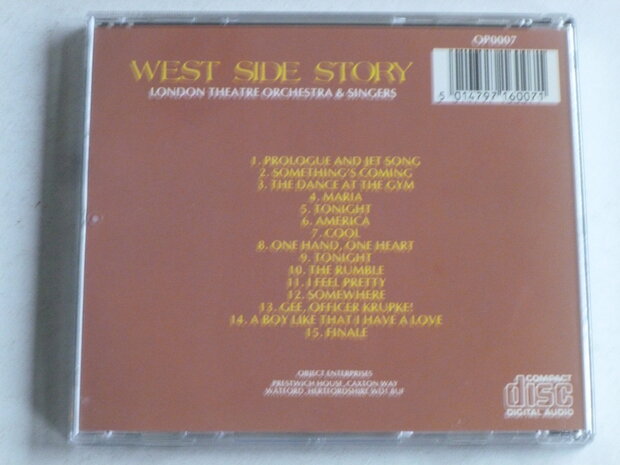 OP0007
WEST SIDE STORY
LONDON THEATRE ORCHESTRA & SINGERS
5 014797 160071
1. PROLOGUE AND JET SONG
2. SOMETHING'S COMING
3. THE DANCE AT THE GYM
4. MARIA
5. TONIGHT
6. AMERICA
7. COOL
8. ONE HAND, ONE HEART
9. TONIGHT
10. THE RUMBLE
11. I FEEL PRETTY
12. SOMEWHERE
13. GEE, OFFICER KRUPKE!
14. A BOY LIKE THAT I HAVE A LOVE
15. FINALE
OBJECT ENTERPRISES
PRESTWICH HOUSE, CAXTON WAY
WATFORD, HERTFORDSHIRE WD1 8UF
COMPACT
disc
DIGITAL AUDIO